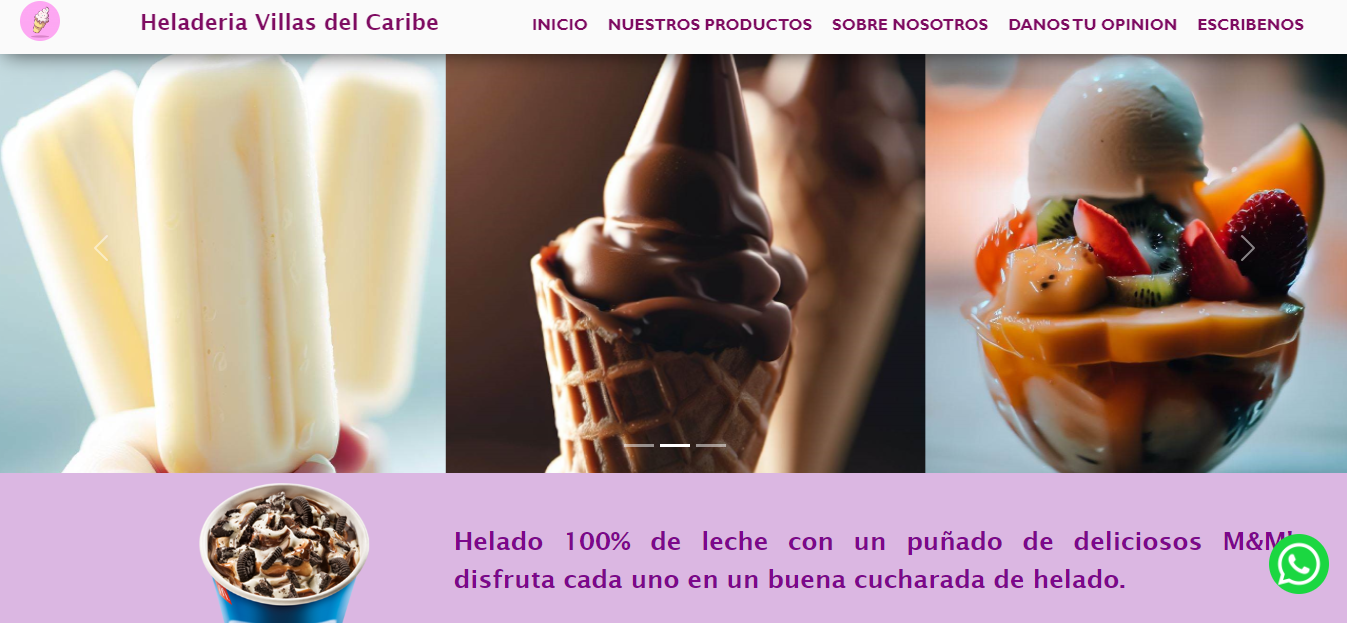 Heladeria Villas del Caribe
INICIO NUESTROS PRODUCTOS SOBRE NOSOTROS DANOS TU OPINION ESCRIBENOS
Helado 100% de leche con un puñado de deliciosos M&M'
disfruta cada uno en un buena cucharada de helado.